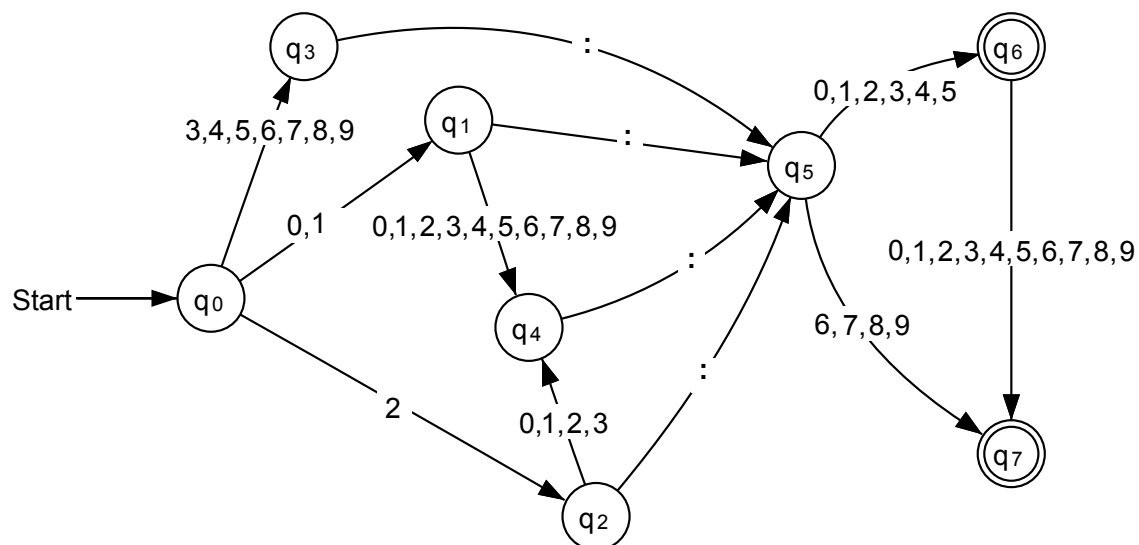 q3
:
q6
0,1,2,3,4,5
3,4,5,6,7,8,9
q1
:
q5
0,1
0,1,2,3,4,5,6,7,8,9
0,1,2,3,4,5,6,7,8,9
:
Start
q0
q4
6,7,8,9
:
2
0,1,2,3
q7
q2